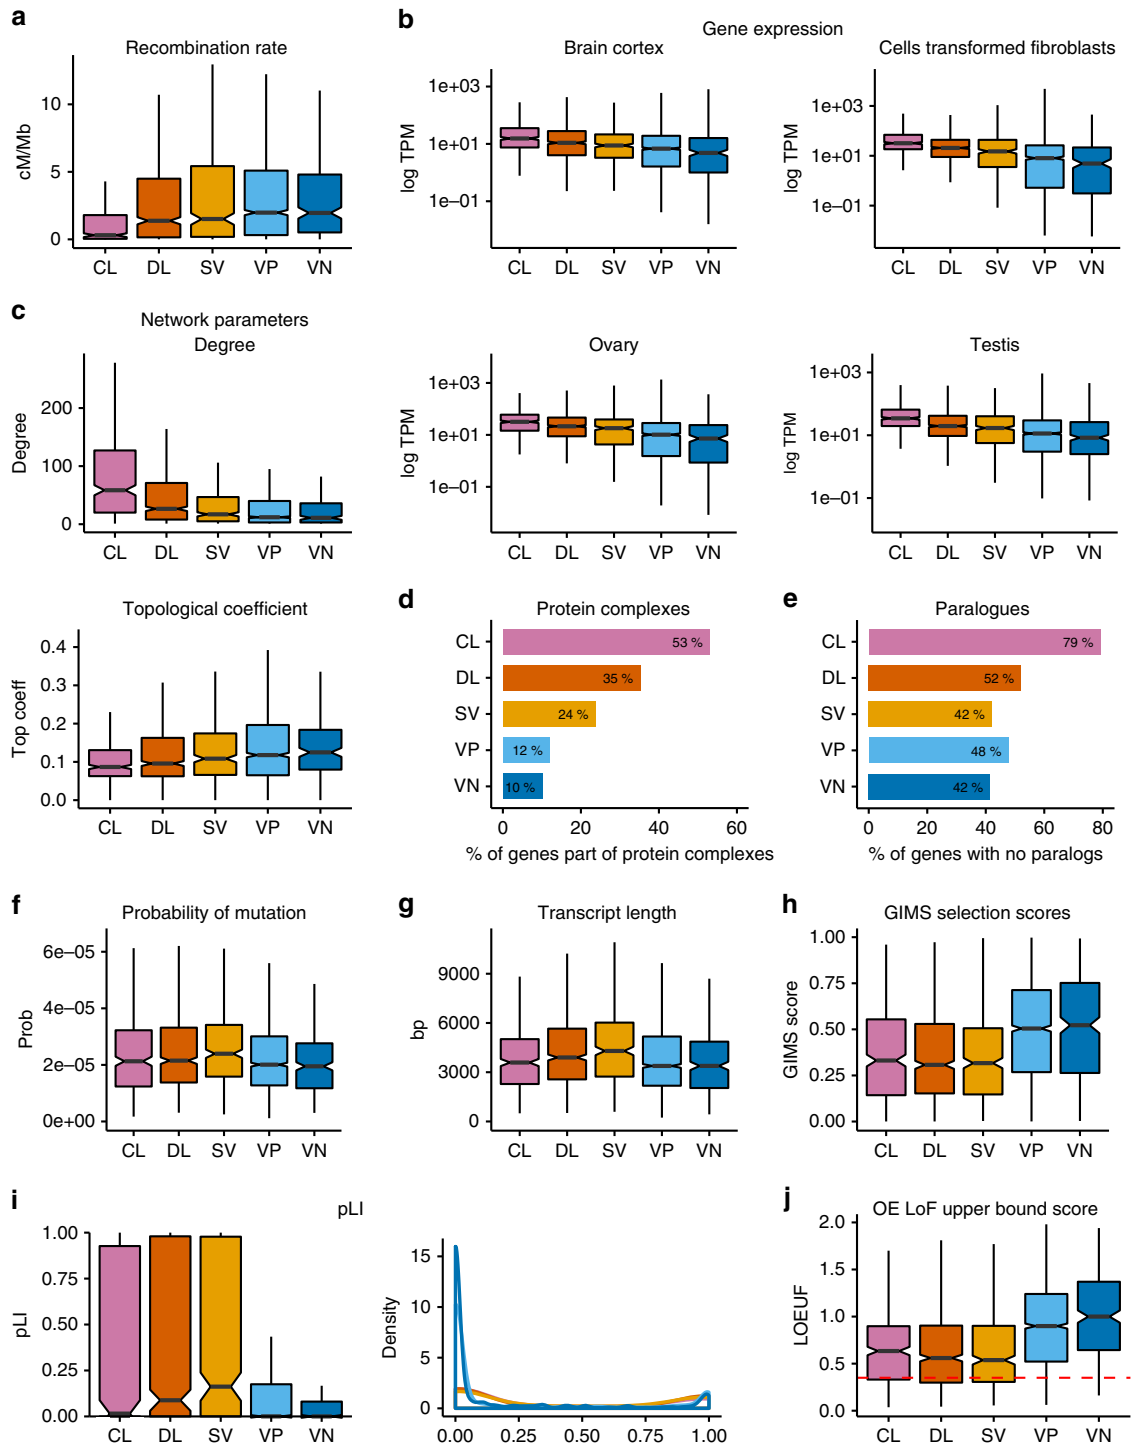 a
Recombination rate
cM/Mb
10
5
0
CL DL SV VP VN
b
Gene expression
Brain cortex
log TPM
1e+03
1e+01
1e−01
CL DL SV VP VN
Cells transformed fibroblasts
log TPM
1e+03
1e+01
1e−01
CL DL SV VP VN
c
Network parameters
Degree
Degree
200
100
0
CL DL SV VP VN
Ovary
log TPM
1e+03
1e+01
1e−01
CL DL SV VP VN
Testis
log TPM
1e+03
1e+01
1e−01
CL DL SV VP VN
Topological coefficient
Top coeff
0.4
0.3
0.2
0.1
0.0
CL DL SV VP VN
d
Protein complexes
CL 53 %
DL 35 %
SV 24 %
VP 12 %
VN 10 %
0 20 40 60
% of genes part of protein complexes
e
Paralogues
CL 79 %
DL 52 %
SV 42 %
VP 48 %
VN 42 %
0 20 40 60 80
% of genes with no paralogs
f
Probability of mutation
Prob
6e−05
4e−05
2e−05
0e+00
CL DL SV VP VN
g
Transcript length
bp
9000
6000
3000
0
CL DL SV VP VN
h
GIMS selection scores
GIMS score
1.00
0.75
0.50
0.25
0.00
CL DL SV VP VN
i
pLI
pLI
1.00
0.75
0.50
0.25
0.00
CL DL SV VP VN
Density
15
10
5
0
0.00 0.25 0.50 0.75 1.00
j
OE LoF upper bound score
LOEUF
2.0
1.5
1.0
0.5
0.0
CL DL SV VP VN